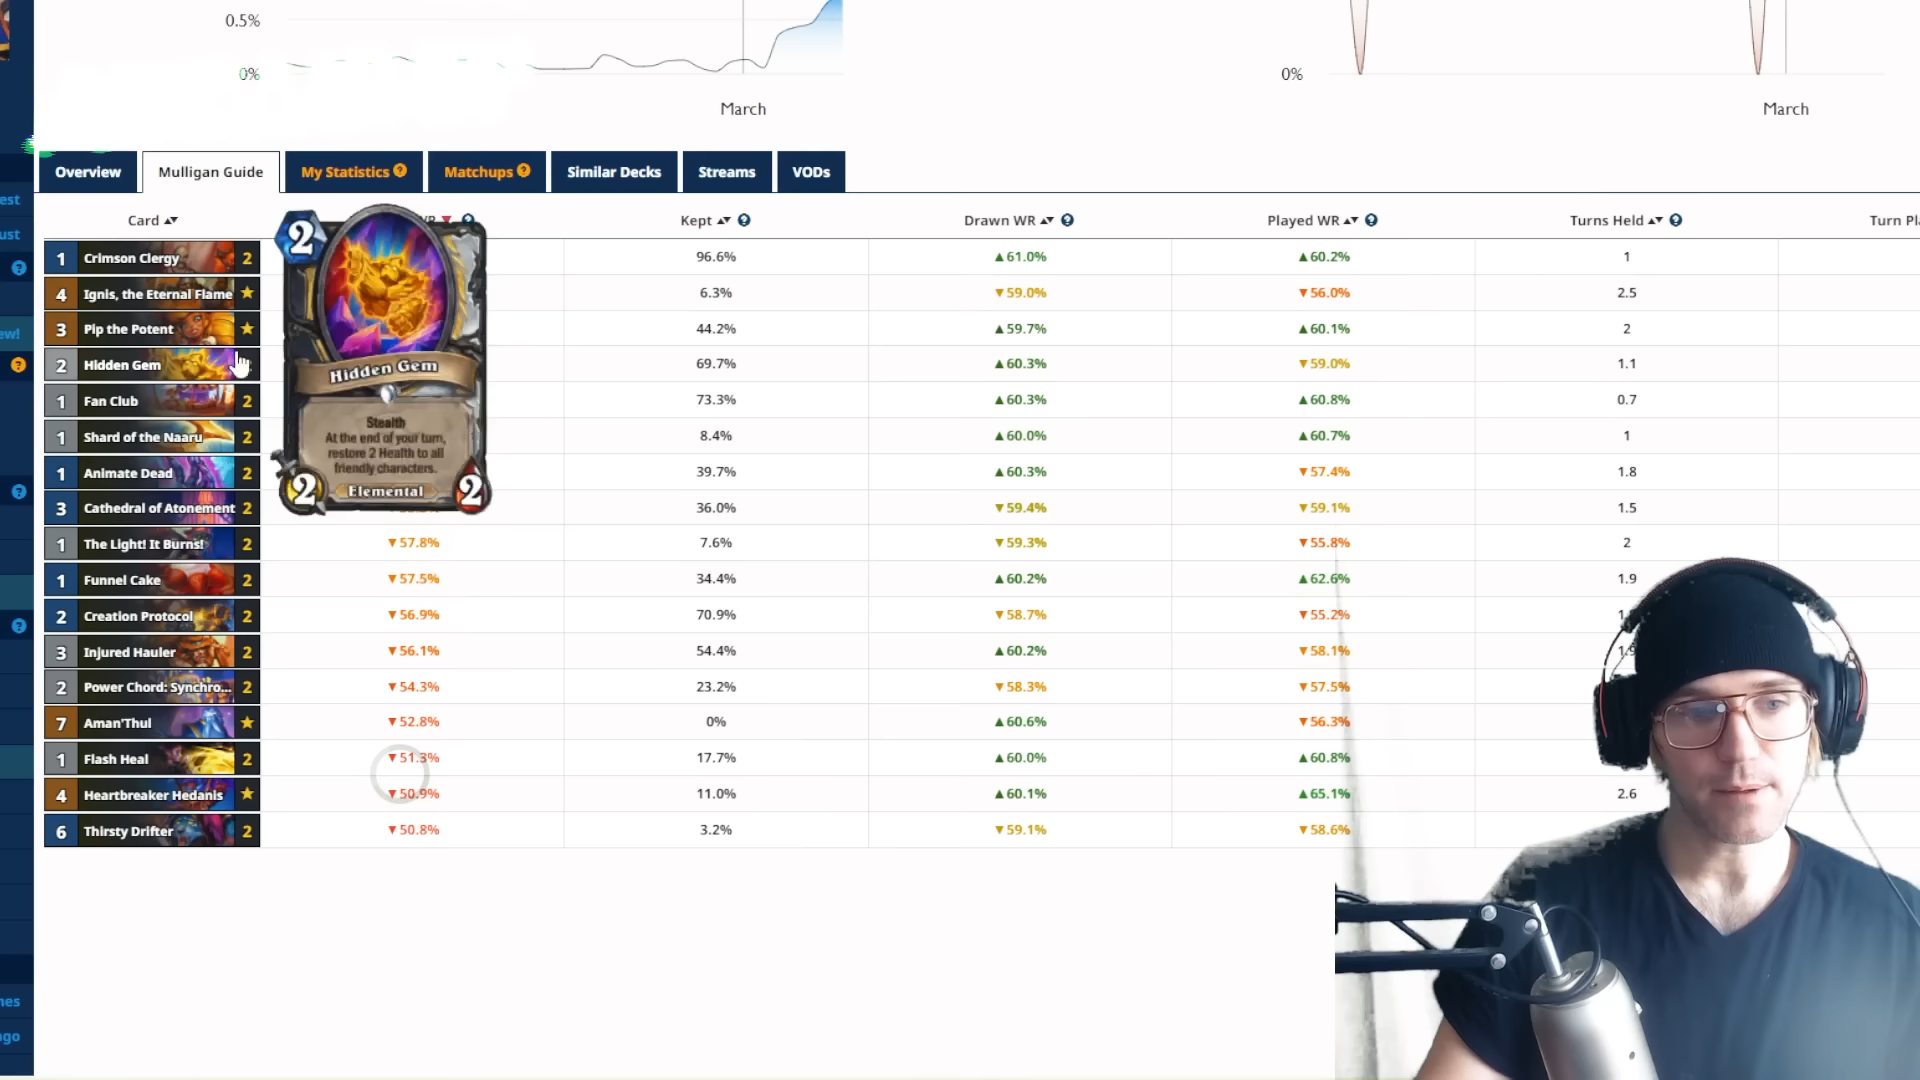 0.5%
0%
0%
March
March
Overview
Mulligan Guide
My Statistics
Matchups
Similar Decks
Streams
VODs
est
ust
ew!
nes
ago
Card
Kept
Drawn WR
Played WR
Turns Held
Turn Pla
1 Crimson Clergy 2 96.6% ▲61.0% ▲60.2% 1
4 Ignis, the Eternal Flame ★ 6.3% ▼59.0% ▼56.0% 2.5
3 Pip the Potent ★ 44.2% ▲59.7% ▲60.1% 2
2 Hidden Gem 69.7% ▲60.3% ▼59.0% 1.1
1 Fan Club 2 73.3% ▲60.3% ▲60.8% 0.7
1 Shard of the Naaru 2 8.4% ▲60.0% ▲60.7% 1
1 Animate Dead 2 39.7% ▲60.3% ▼57.4% 1.8
3 Cathedral of Atonement 2 36.0% ▼59.4% ▼59.1% 1.5
1 The Light! It Burns! 2 ▼57.8% 7.6% ▼59.3% ▼55.8% 2
1 Funnel Cake 2 ▼57.5% 34.4% ▲60.2% ▲62.6% 1.9
2 Creation Protocol 2 ▼56.9% 70.9% ▼58.7% ▼55.2%
3 Injured Hauler 2 ▼56.1% 54.4% ▲60.2% ▼58.1% 1.9
2 Power Chord: Synchro... 2 ▼54.3% 23.2% ▼58.3% ▼57.5%
7 Aman'Thul ★ ▼52.8% 0% ▲60.6% ▼56.3%
1 Flash Heal 2 ▼51.3% 17.7% ▲60.0% ▲60.8%
4 Heartbreaker Hedanis ★ ▼50.9% 11.0% ▲60.1% ▲65.1% 2.6
6 Thirsty Drifter 2 ▼50.8% 3.2% ▼59.1% ▼58.6%
2
Hidden Gem
Stealth
At the end of your turn,
restore 2 Health to all
friendly characters.
2 Elemental 2